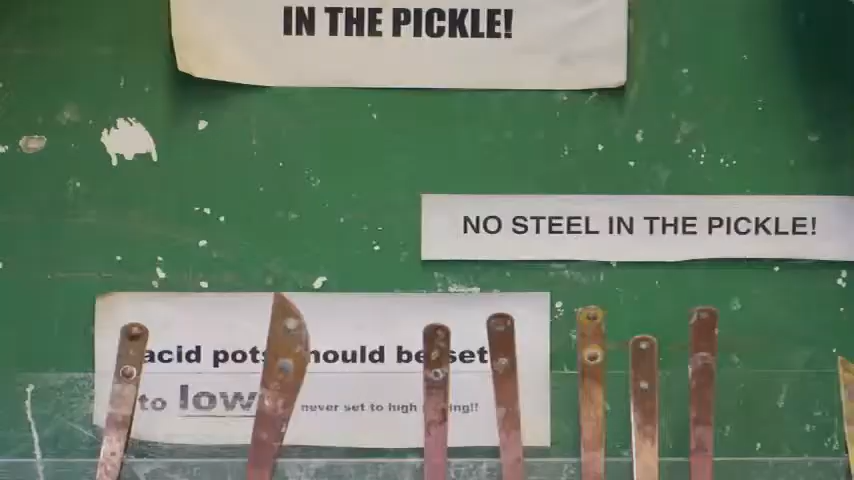 IN THE PICKLE!
NO STEEL IN THE PICKLE!
acid pots should be set
to low
never set to high